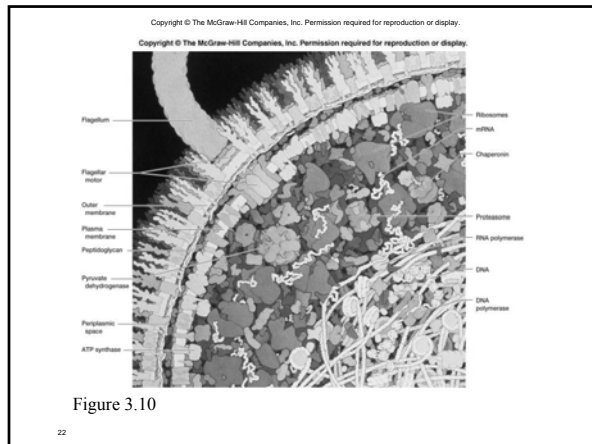 Copyright © The McGraw-Hill Companies, Inc. Permission required for reproduction or display.
Copyright © The McGraw-Hill Companies, Inc. Permission required for reproduction or display.
Flagellum
Flagellar
motor
Outer
membrane
Plasma
membrane
Peptidoglycan
Pyruvate
dehydrogenase
Periplasmic
space
ATP synthase
Ribosomes
mRNA
Chaperonin
Proteasome
RNA polymerase
DNA
DNA
polymerase
Figure 3.10
22